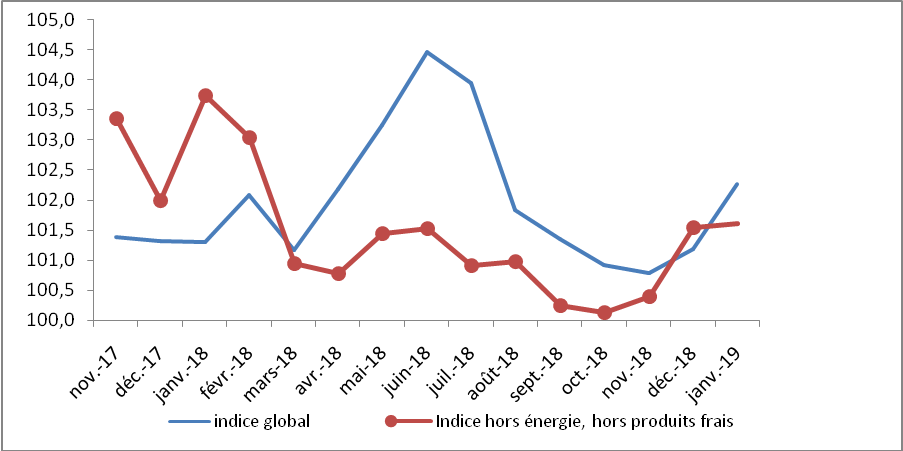 105,0
104,5
104,0
103,5
103,0
102,5
102,0
101,5
101,0
100,5
100,0
nov.-17
déc.-17
janv.-18
févr.-18
mars-18
avr.-18
mai-18
juin-18
juil.-18
août-18
sept.-18
oct.-18
nov.-18
déc.-18
janv.-19
indice global
Indice hors énergie, hors produits frais